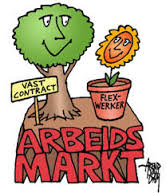 VAST
CONTRACT
FLEX-
WERKER
ARBEIDS
MARKT